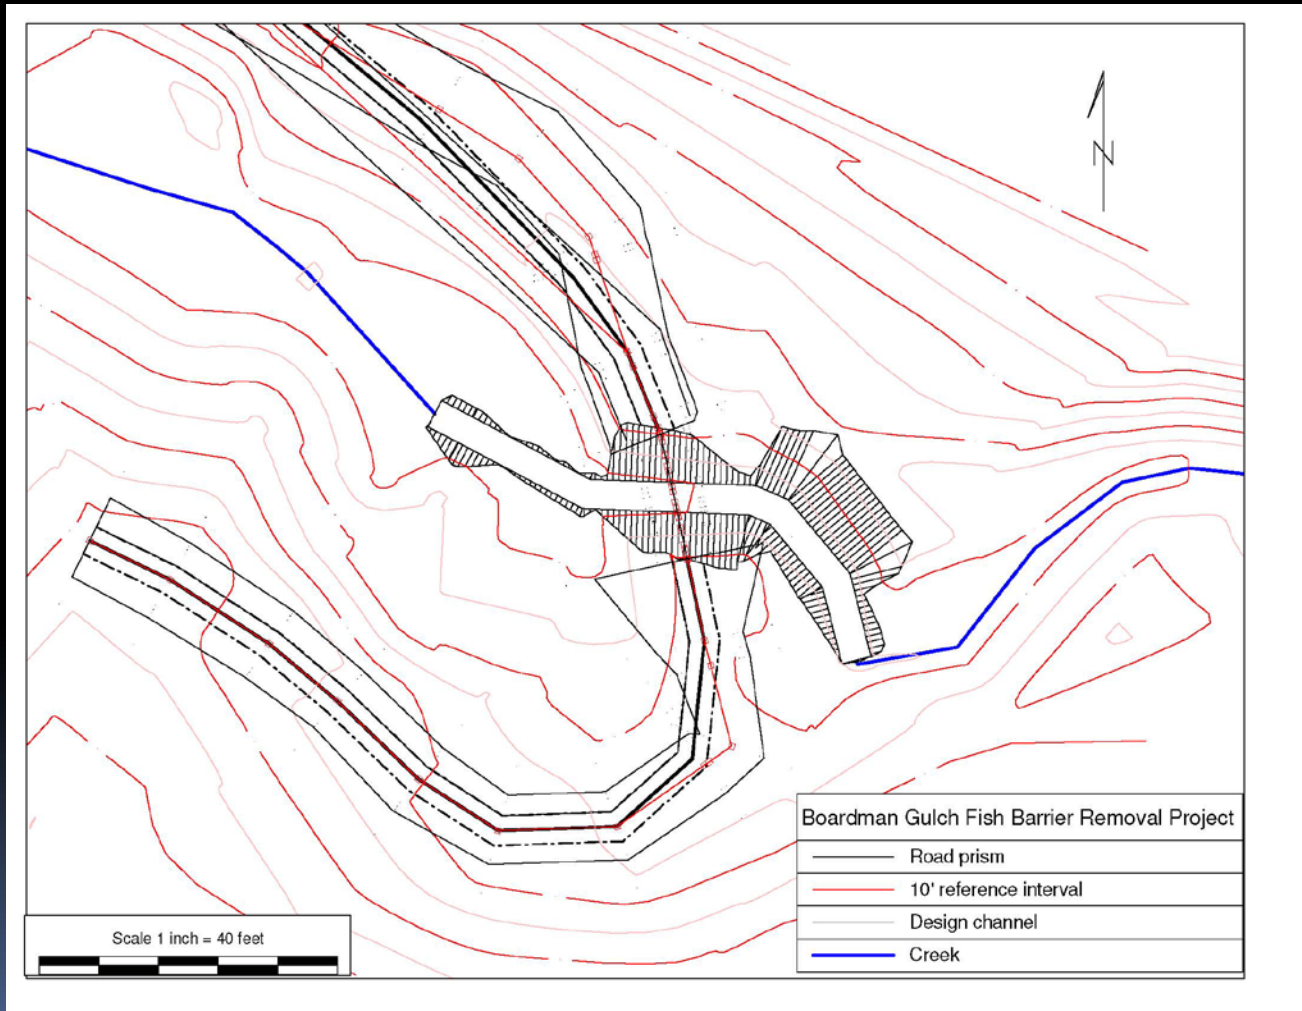 N
Boardman Gulch Fish Barrier Removal Project
Road prism
10' reference interval
Design channel
Creek
Scale 1 inch = 40 feet